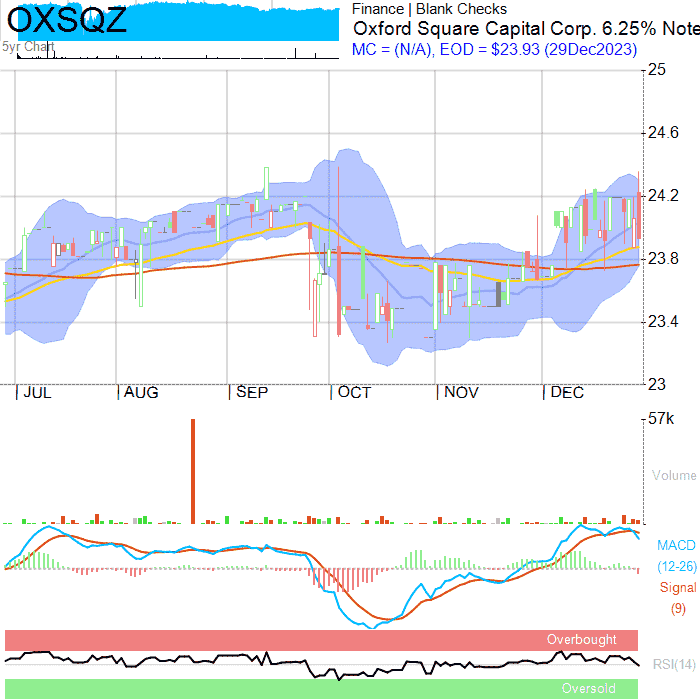 OXSQZ
5yr Chart
Finance | Blank Checks
Oxford Square Capital Corp. 6.25% Note
MC = (N/A), EOD = $23.93 (29Dec2023)
25
24.6
24.2
23.8
23.4
23
JUL AUG SEP OCT NOV DEC
57k
Volume
MACD
(12-26)
Signal
(9)
Overbought
RSI(14)
Oversold